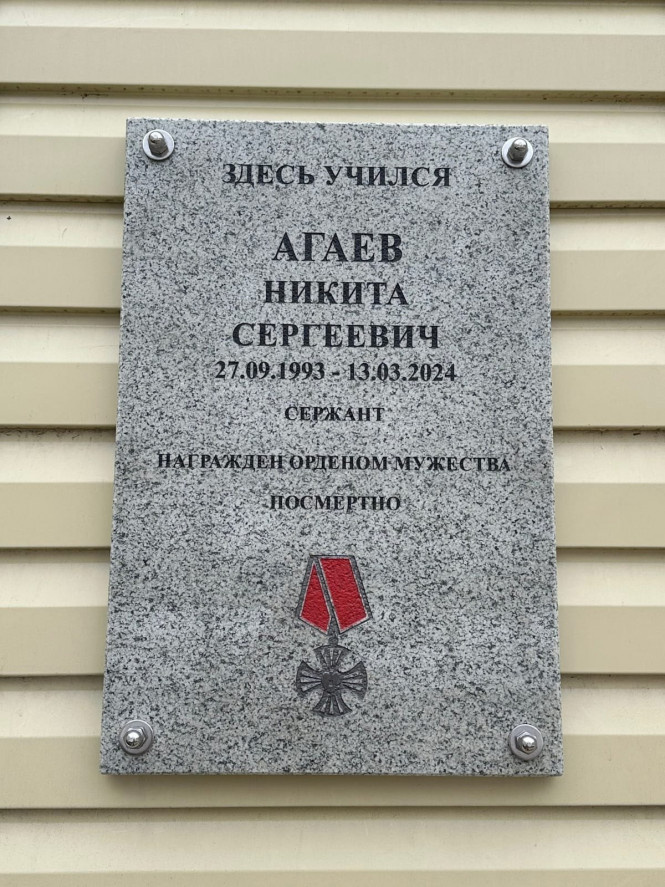 ЗДЕСЬ УЧИЛСЯ
АГАЕВ
НИКИТА
СЕРГЕЕВИЧ
27.09.1993 - 13.03.2024
СЕРЖАНТ
НАГРАЖДЕН ОРДЕНОМ МУЖЕСТВА
ПОСМЕРТНО